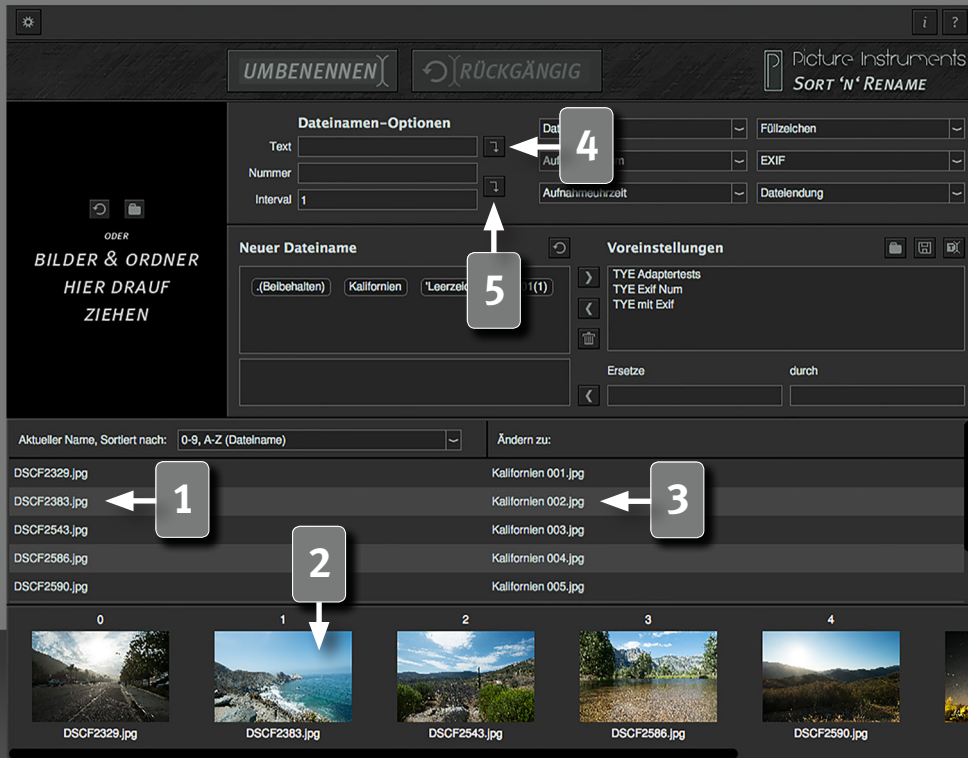 i ?
UMBENENNEN RÜCKGÄNGIG
Picture Instruments
SORT ‘N‘ RENAME
Dateinamen-Optionen
Text
Nummer
Interval 1
4
Füllzeichen
EXIF
Aufnahmeuhrzeit
Dateiendung
5
ODER
BILDER & ORDNER
HIER DRAUF
ZIEHEN
Neuer Dateiname
.(Beibehalten) Kalifornien
Voreinstellungen
TYE Adaptertests
TYE Exif Num
TYE mit Exif
Ersetze durch
Aktueller Name, Sortiert nach: 0-9, A-Z (Dateiname) Ändern zu:
DSCF2329.jpg Kalifornien 001.jpg
DSCF2383.jpg 1 Kalifornien 002.jpg 3
DSCF2543.jpg Kalifornien 003.jpg
DSCF2586.jpg Kalifornien 004.jpg
DSCF2590.jpg Kalifornien 005.jpg
2
0 1 2 3 4
DSCF2329.jpg DSCF2383.jpg DSCF2543.jpg DSCF2586.jpg DSCF2590.jpg